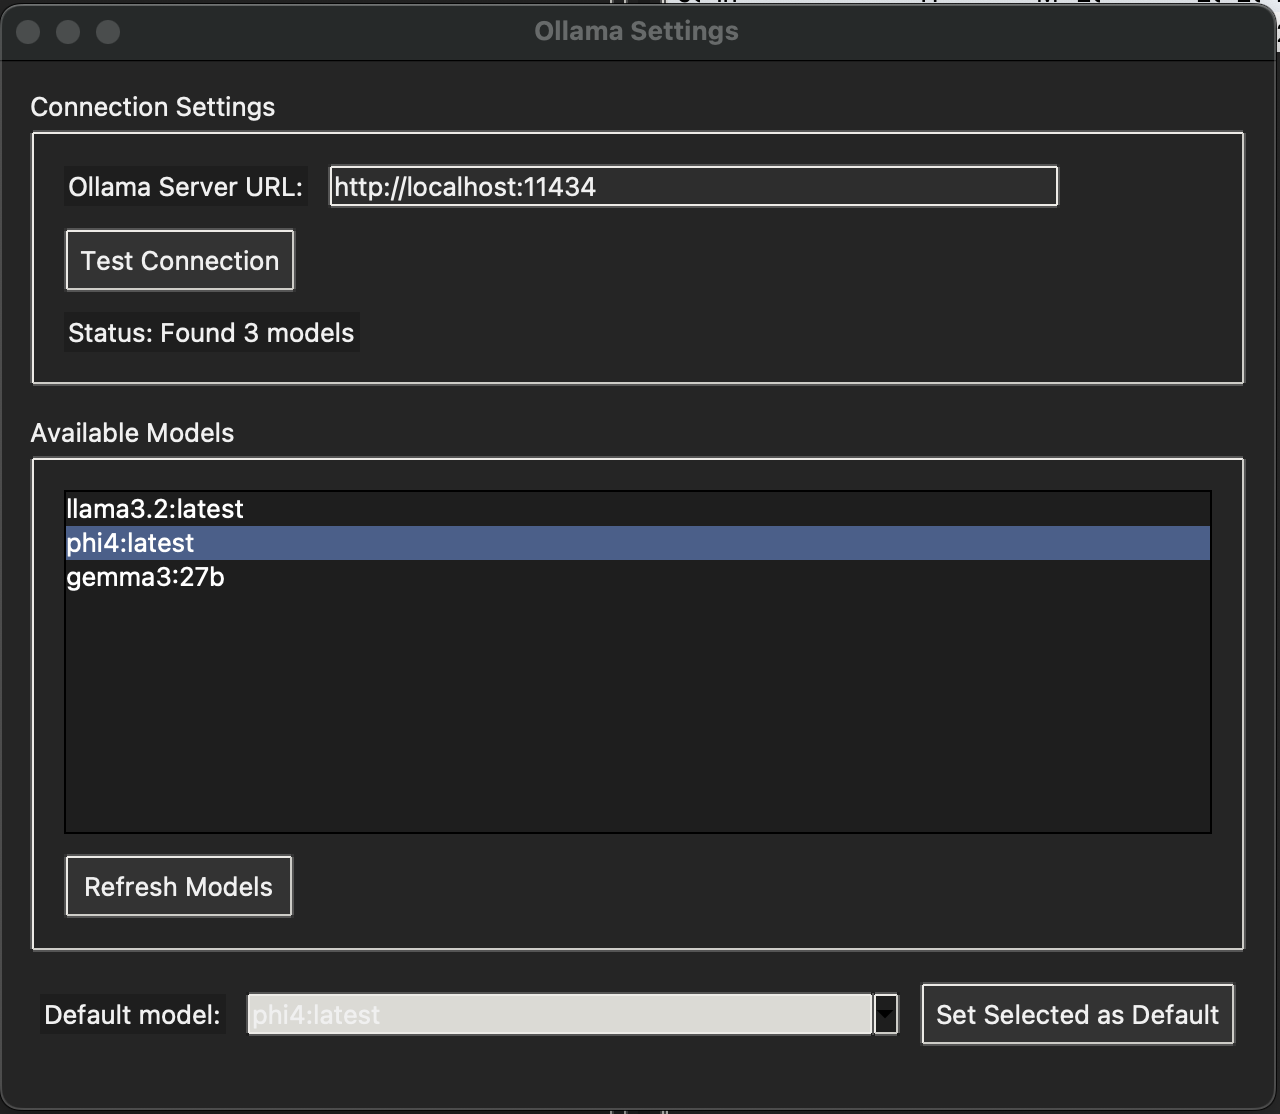 Ollama Settings
Connection Settings
Ollama Server URL: http://localhost:11434
Test Connection
Status: Found 3 models
Available Models
llama3.2:latest
phi4:latest
gemma3:27b
Refresh Models
Default model: phi4:latest Set Selected as Default